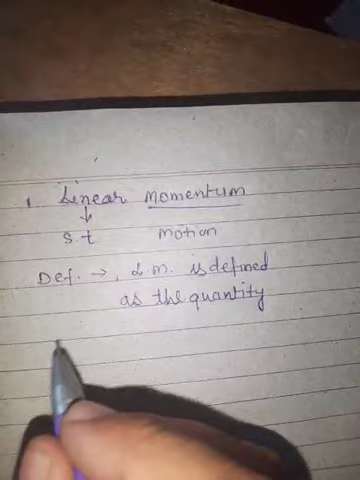 1. Linear momentum
↓
s.t motion
Def. → L.M. is defined
as the quantity